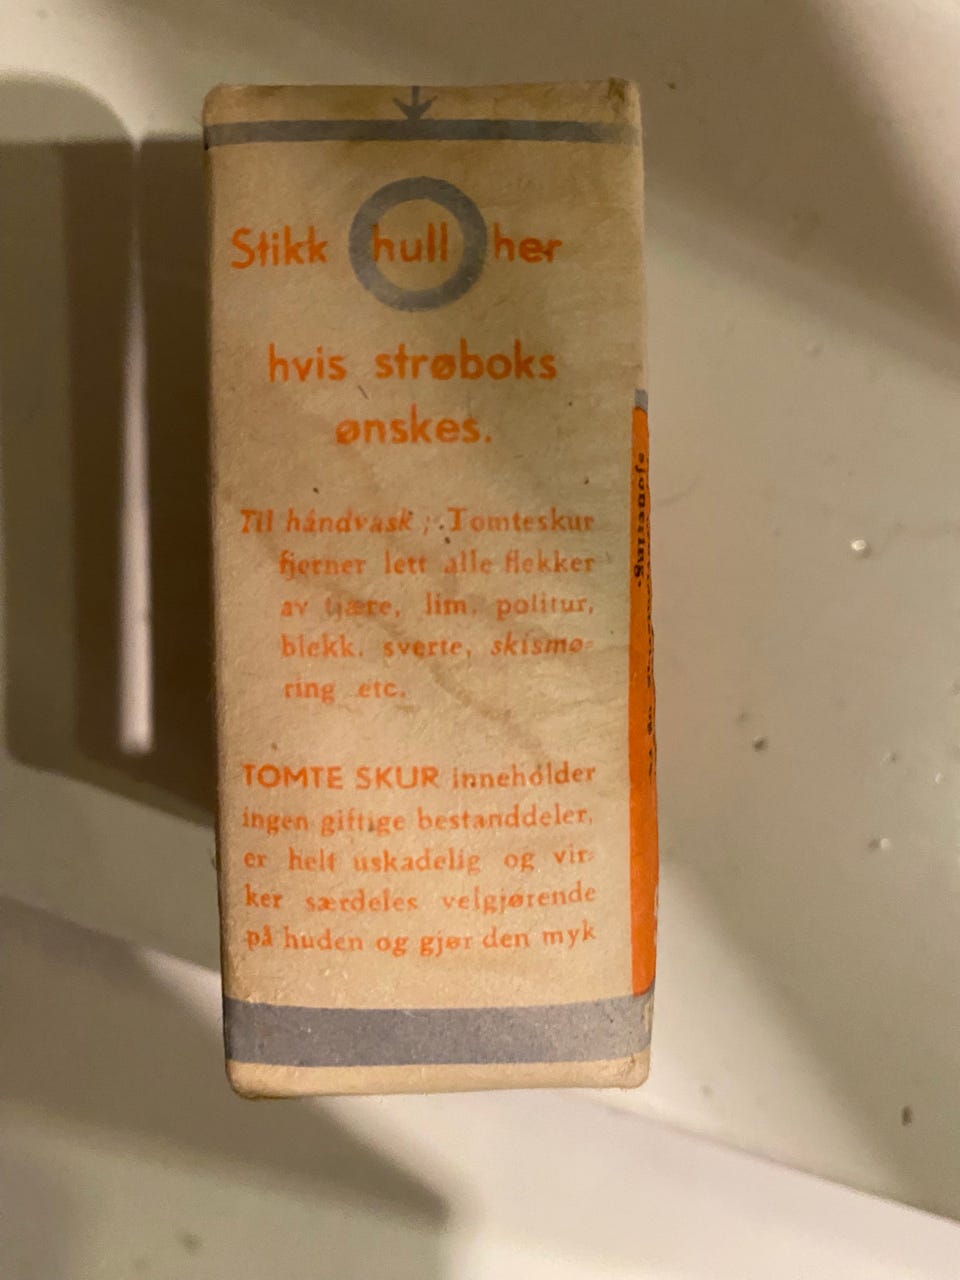 Stikk hull her
hvis strøboks
ønskes.
Til håndvask: Tomteskur
fjerner lett alle flekker
av tjære, lim, politur,
blekk, sverte, skismø-
ring etc.
TOMTE SKUR inneholder
ingen giftige bestanddeler,
er helt uskadelig og vir-
ker særdeles velgjørende
på huden og gjør den myk
sjonering.